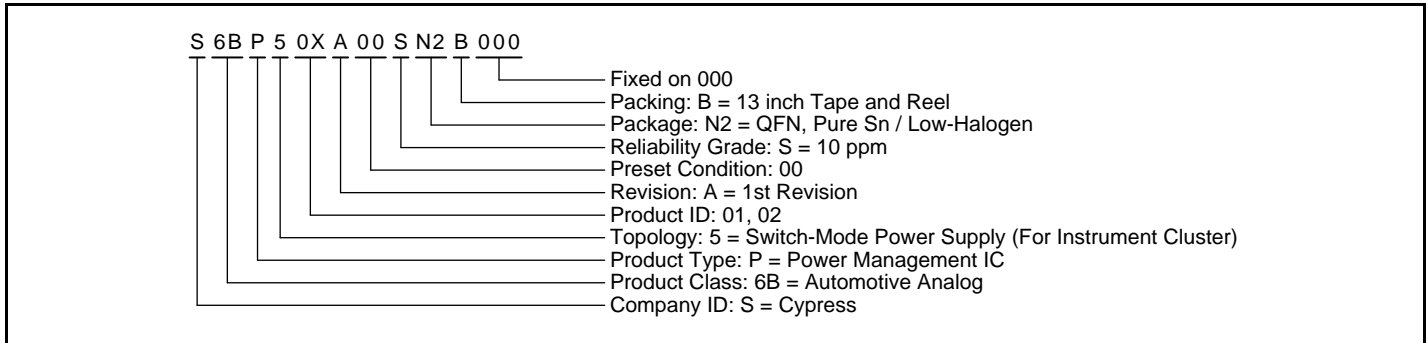 S 6B P 5 0X A 00 S N2 B 000
Fixed on 000
Packing: B = 13 inch Tape and Reel
Package: N2 = QFN, Pure Sn / Low-Halogen
Reliability Grade: S = 10 ppm
Preset Condition: 00
Revision: A = 1st Revision
Product ID: 01, 02
Topology: 5 = Switch-Mode Power Supply (For Instrument Cluster)
Product Type: P = Power Management IC
Product Class: 6B = Automotive Analog
Company ID: S = Cypress